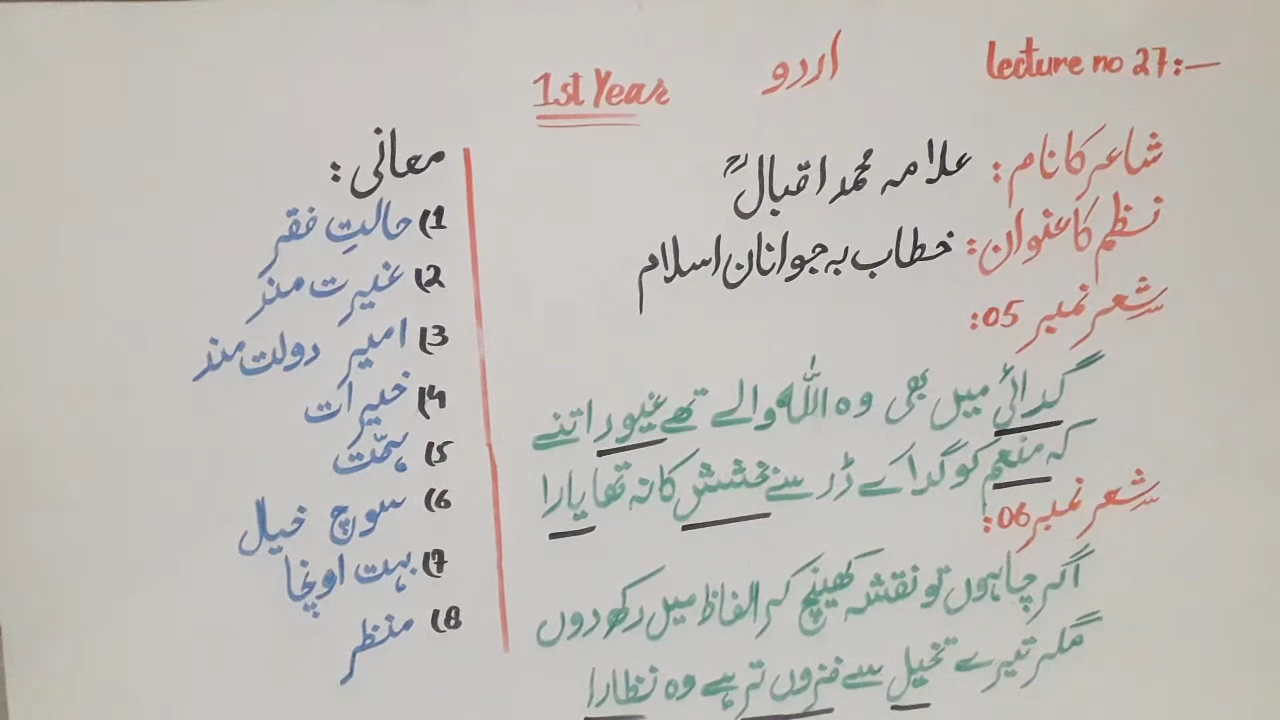 Lecture no 27:—
اردو
1st Year
شاعر کا نام: علامہ محمد اقبالؒ
نظم کا عنوان: خطاب بہ جوانان اسلام
شعر نمبر 05:
گدائی میں بھی وہ اللہ والے تھے غیور اتنے
کہ منعم کو گدا کے ڈر سے بخشش کا نہ تھا یارا
شعر نمبر 06:
اگر چاہوں تو نقشہ کھینچ کر الفاظ میں رکھ دوں
مگر تیرے تخیل سے فزوں تر ہے وہ نظارا
معانی:
1) حالتِ فقر
2) غیرت مند
3) امیر دولت مند
4) خیرات
5) ہمّت
6) سوچ خیال
7) بہت اونچا
8) منظر